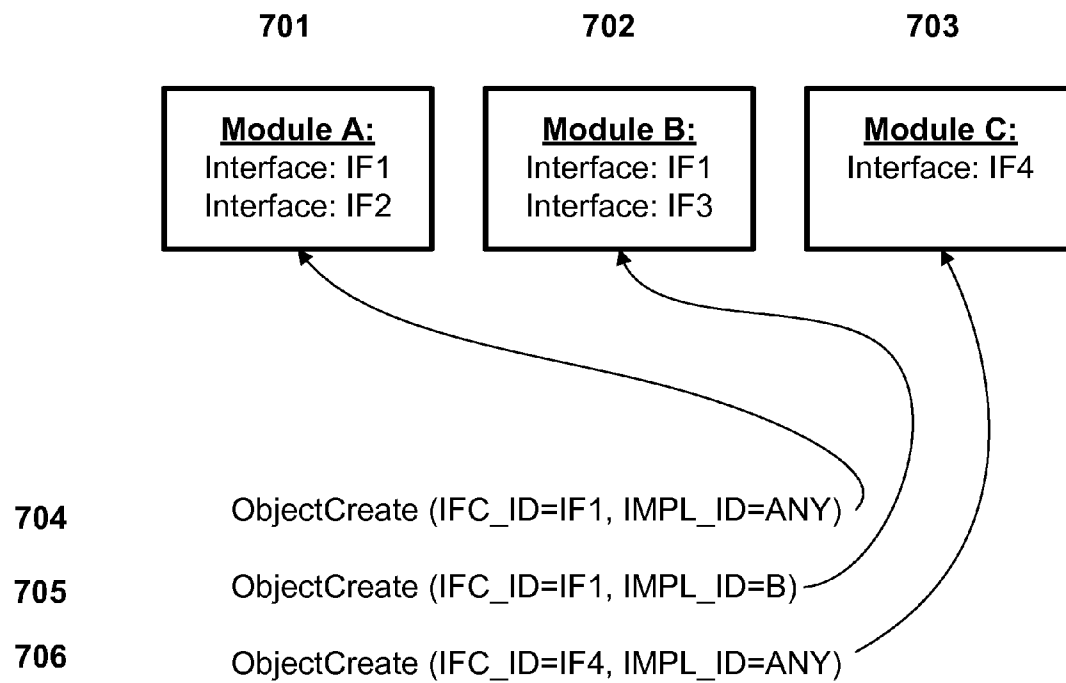 701 702 703
Module A:
Interface: IF1
Interface: IF2
Module B:
Interface: IF1
Interface: IF3
Module C:
Interface: IF4
704 ObjectCreate (IFC_ID=IF1, IMPL_ID=ANY)
705 ObjectCreate (IFC_ID=IF1, IMPL_ID=B)
706 ObjectCreate (IFC_ID=IF4, IMPL_ID=ANY)